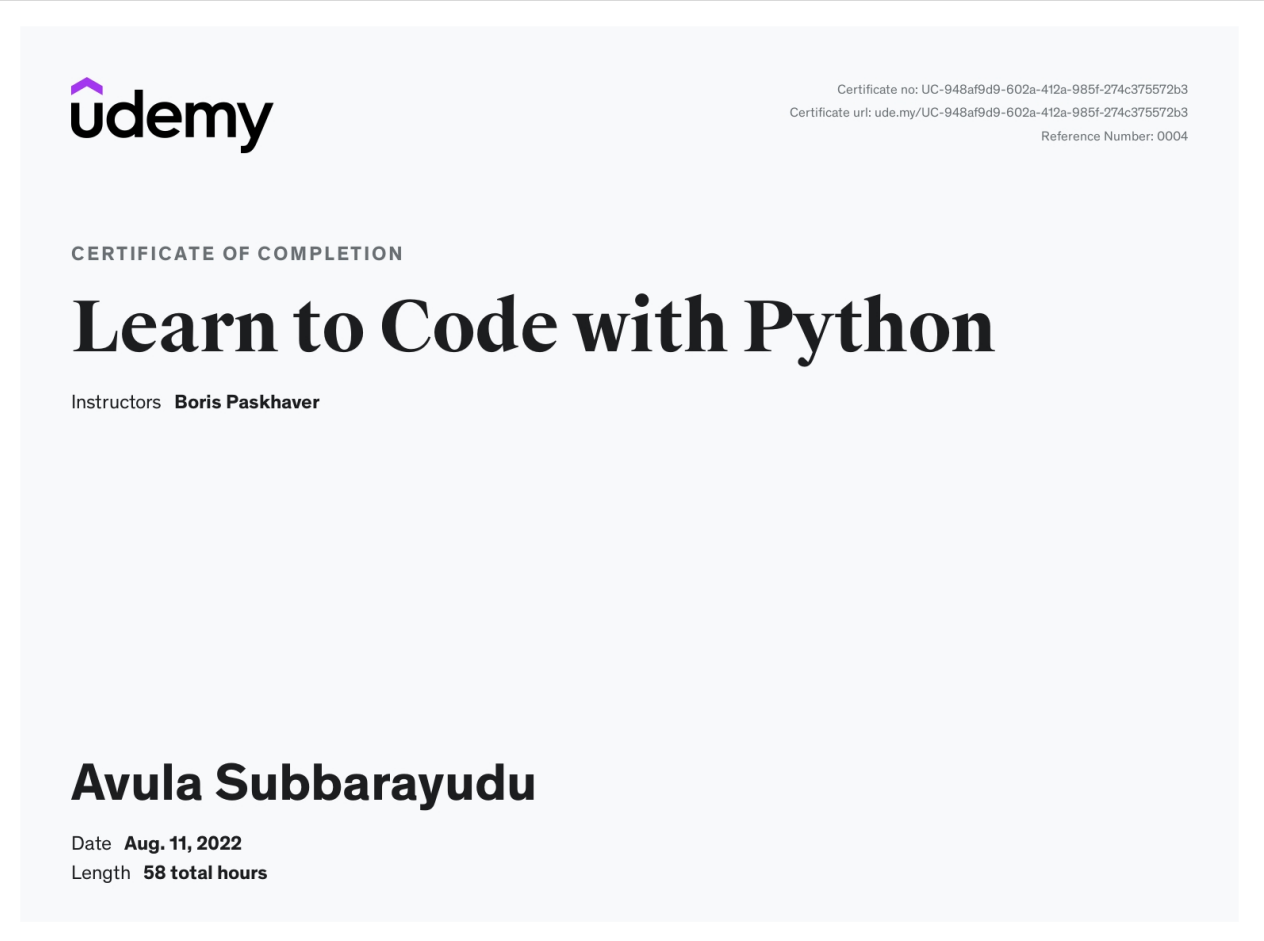 udemy
Certificate no: UC-948af9d9-602a-412a-985f-274c375572b3
Certificate url: ude.my/UC-948af9d9-602a-412a-985f-274c375572b3
Reference Number: 0004
CERTIFICATE OF COMPLETION
Learn to Code with Python
Instructors Boris Paskhaver
Avula Subbarayudu
Date Aug. 11, 2022
Length 58 total hours